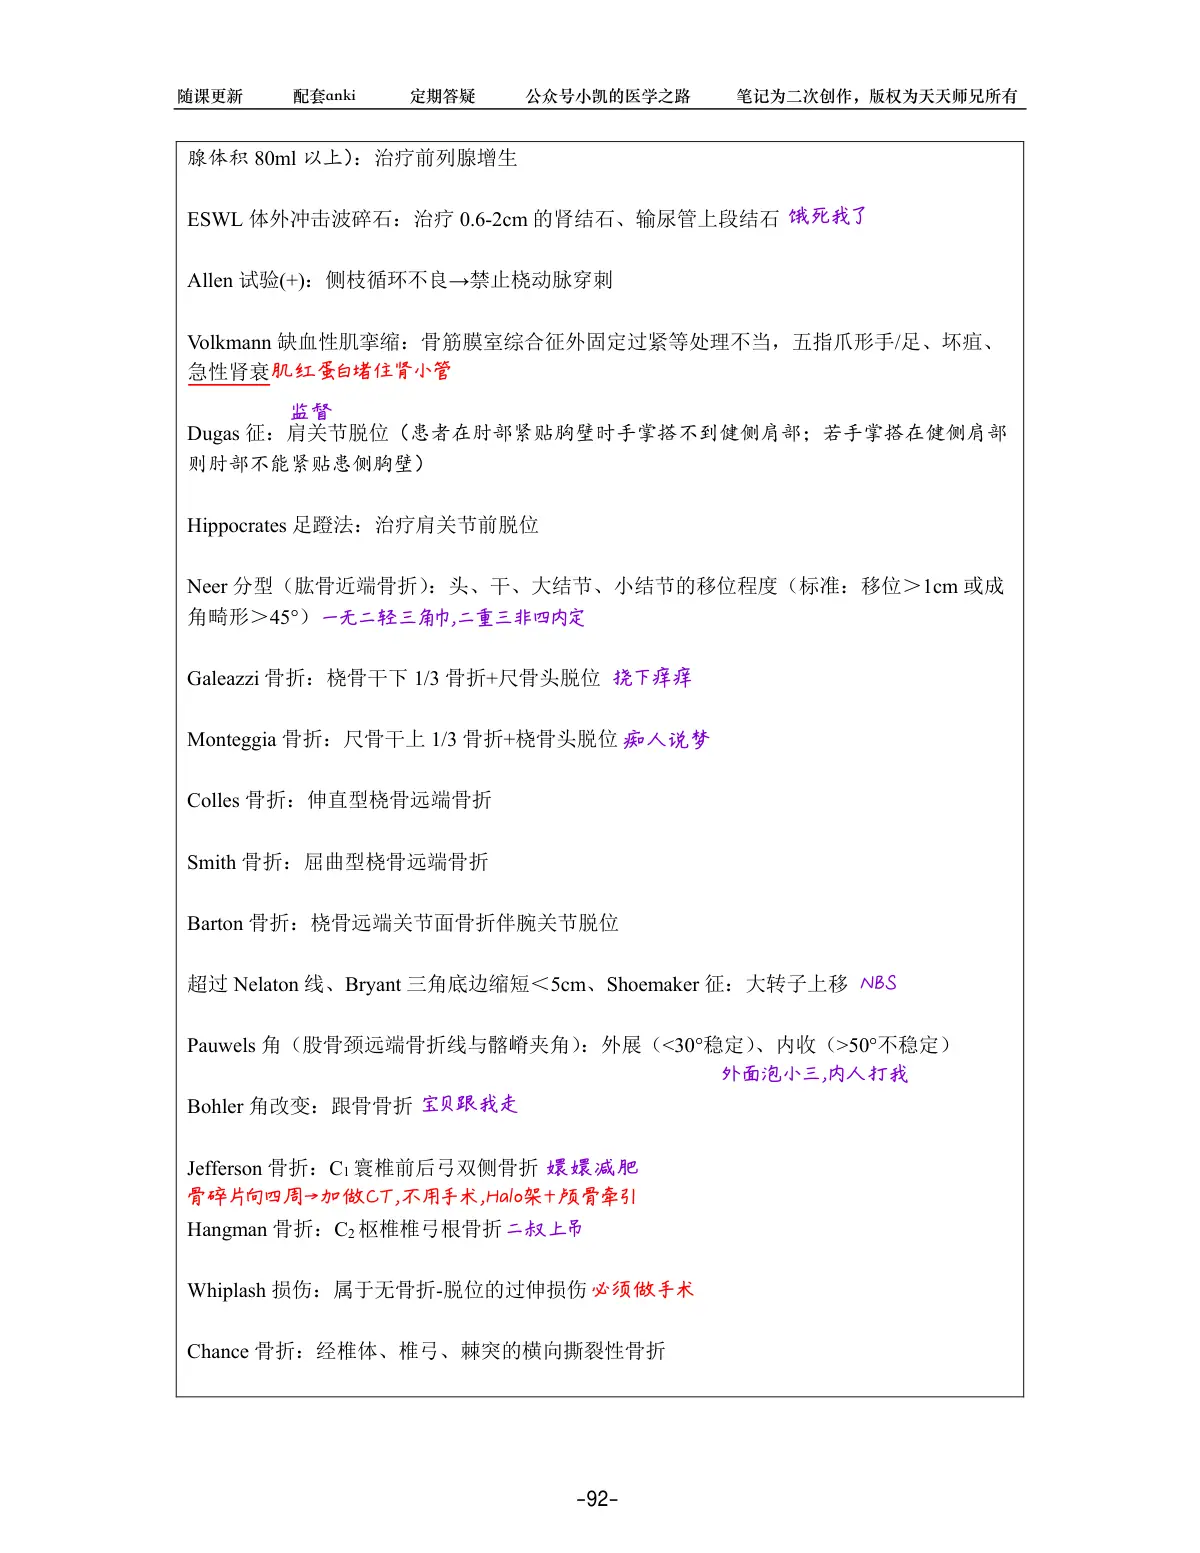 随课更新 配套anki 定期答疑 公众号小凯的医学之路 笔记为二次创作，版权为天天师兄所有
腺体积 80ml 以上）：治疗前列腺增生
ESWL 体外冲击波碎石：治疗 0.6-2cm 的肾结石、输尿管上段结石 饿死我了
Allen 试验(+)：侧枝循环不良→禁止桡动脉穿刺
Volkmann 缺血性肌挛缩：骨筋膜室综合征外固定过紧等处理不当，五指爪形手/足、坏疽、
急性肾衰 肌红蛋白堵住肾小管
监督
Dugas 征：肩关节脱位（患者在肘部紧贴胸壁时手掌搭不到健侧肩部；若手掌搭在健侧肩部
则肘部不能紧贴患侧胸壁）
Hippocrates 足蹬法：治疗肩关节前脱位
Neer 分型（肱骨近端骨折）：头、干、大结节、小结节的移位程度（标准：移位＞1cm 或成
角畸形＞45°） 一无二轻三角巾,二重三非四内定
Galeazzi 骨折：桡骨干下 1/3 骨折+尺骨头脱位 挠下痒痒
Monteggia 骨折：尺骨干上 1/3 骨折+桡骨头脱位 痴人说梦
Colles 骨折：伸直型桡骨远端骨折
Smith 骨折：屈曲型桡骨远端骨折
Barton 骨折：桡骨远端关节面骨折伴腕关节脱位
超过 Nelaton 线、Bryant 三角底边缩短＜5cm、Shoemaker 征：大转子上移 NBS
Pauwels 角（股骨颈远端骨折线与髂嵴夹角）：外展（<30°稳定）、内收（>50°不稳定）
外面泡小三,内人打我
Bohler 角改变：跟骨骨折 宝贝跟我走
Jefferson 骨折：C₁ 寰椎前后弓双侧骨折 嬛嬛减肥
骨碎片向四周→加做CT,不用手术,Halo架+颅骨牵引
Hangman 骨折：C₂ 枢椎椎弓根骨折 二叔上吊
Whiplash 损伤：属于无骨折-脱位的过伸损伤 必须做手术
Chance 骨折：经椎体、椎弓、棘突的横向撕裂性骨折
-92-